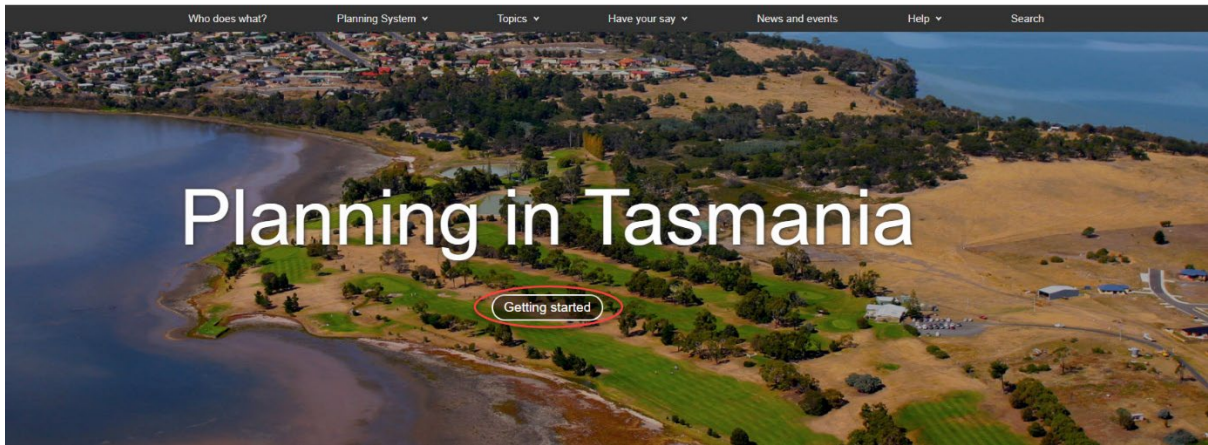 Who does what? Planning System Topics Have your say News and events Help Search
Planning in Tasmania
Getting started